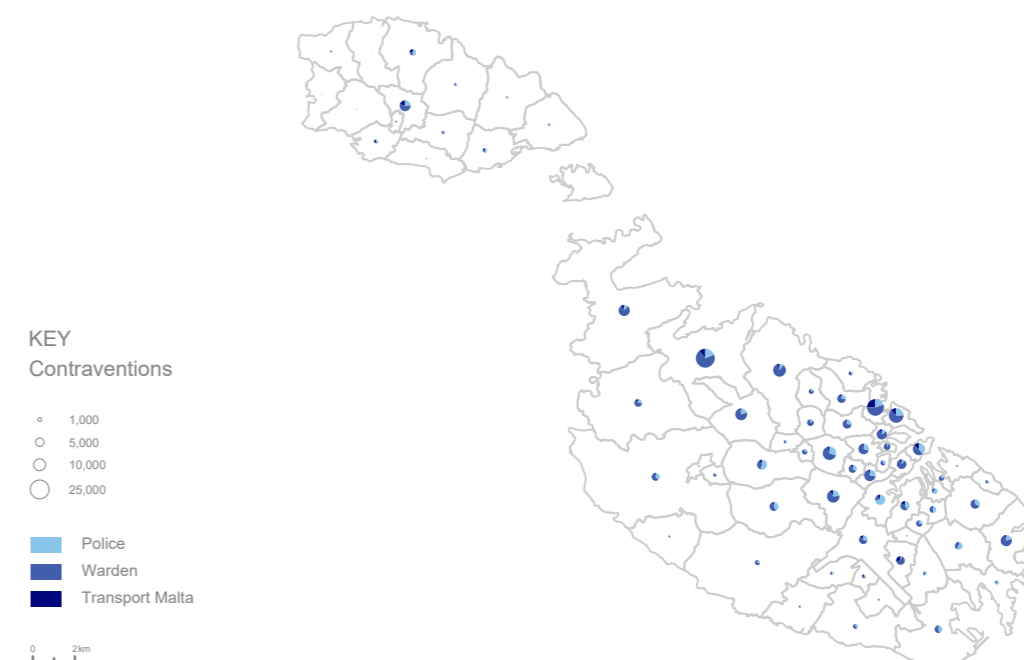 KEY
Contraventions
1,000
5,000
10,000
25,000
Police
Warden
Transport Malta
0 2km